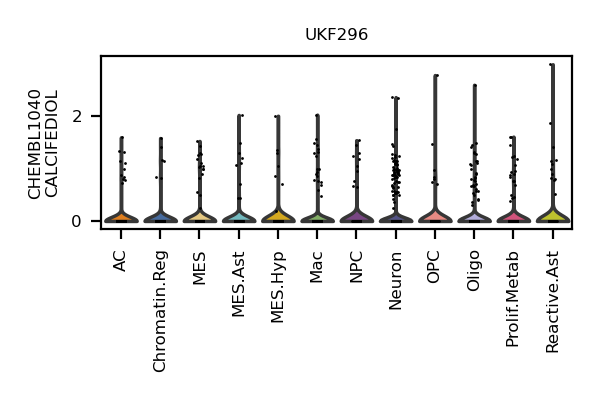 UKF296
CHEMBL1040
CALCIFEDIOL
2
0
AC
Chromatin.Reg
MES
MES.Ast
MES.Hyp
Mac
NPC
Neuron
OPC
Oligo
Prolif.Metab
Reactive.Ast